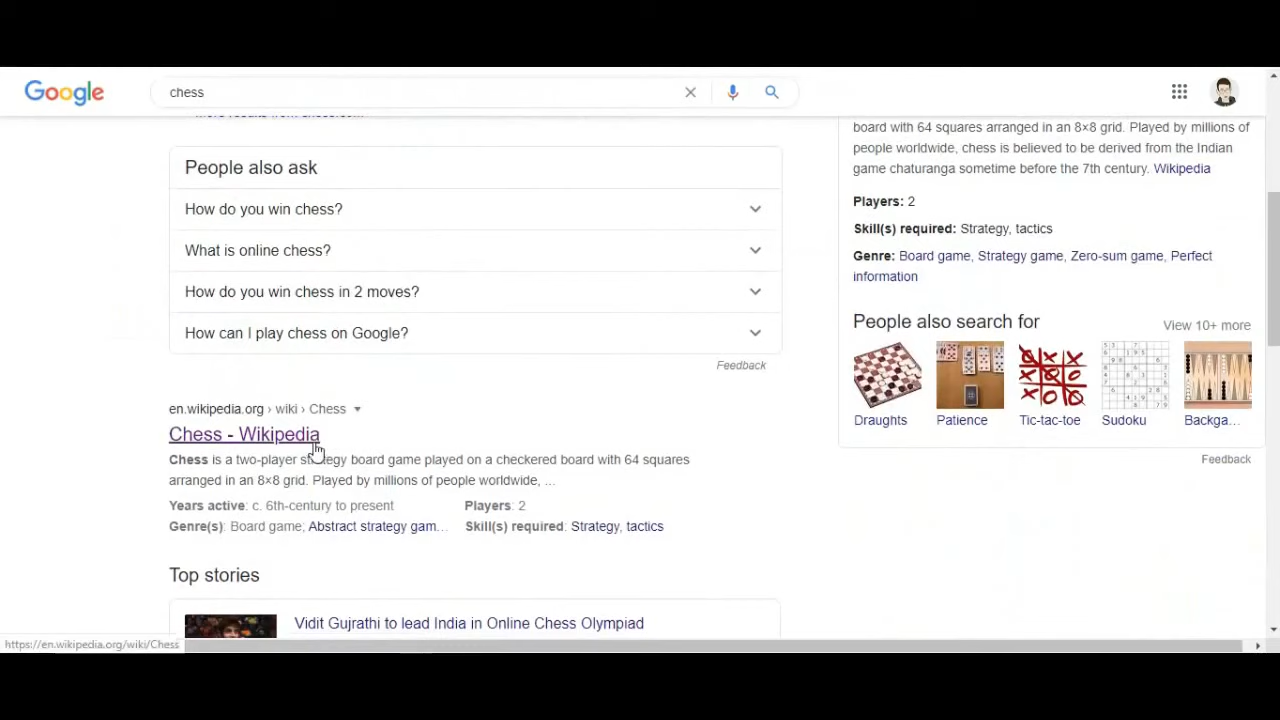 Google
chess
People also ask
How do you win chess?
What is online chess?
How do you win chess in 2 moves?
How can I play chess on Google?
Feedback
en.wikipedia.org › wiki › Chess
Chess - Wikipedia
Chess is a two-player strategy board game played on a checkered board with 64 squares
arranged in an 8×8 grid. Played by millions of people worldwide, ...
Years active: c. 6th-century to present
Players: 2
Genre(s): Board game; Abstract strategy gam...
Skill(s) required: Strategy, tactics
Top stories
Vidit Gujrathi to lead India in Online Chess Olympiad
board with 64 squares arranged in an 8×8 grid. Played by millions of
people worldwide, chess is believed to be derived from the Indian
game chaturanga sometime before the 7th century. Wikipedia
Players: 2
Skill(s) required: Strategy, tactics
Genre: Board game, Strategy game, Zero-sum game, Perfect
information
People also search for
View 10+ more
Draughts
Patience
Tic-tac-toe
Sudoku
Backga...
Feedback
https://en.wikipedia.org/wiki/Chess